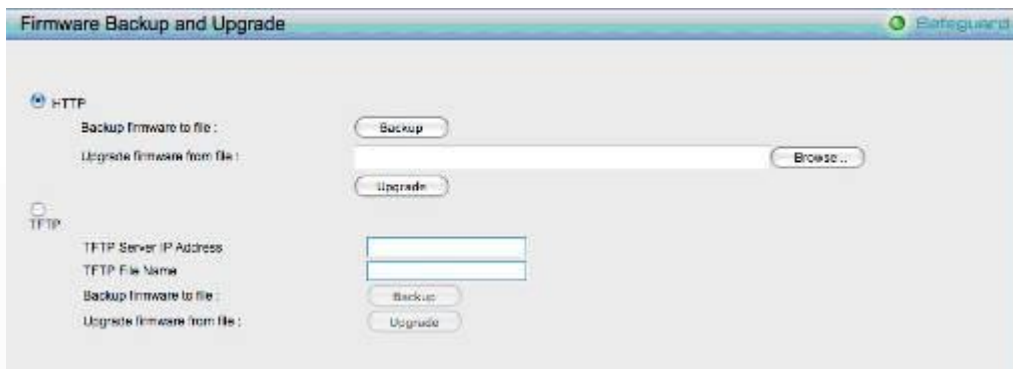 Firmware Backup and Upgrade
Safeguard
HTTP
Backup firmware to file :
Backup
Upgrade firmware from file :
Browse...
Upgrade
TFTP
TFTP Server IP Address
TFTP File Name
Backup firmware to file :
Backup
Upgrade firmware from file :
Upgrade